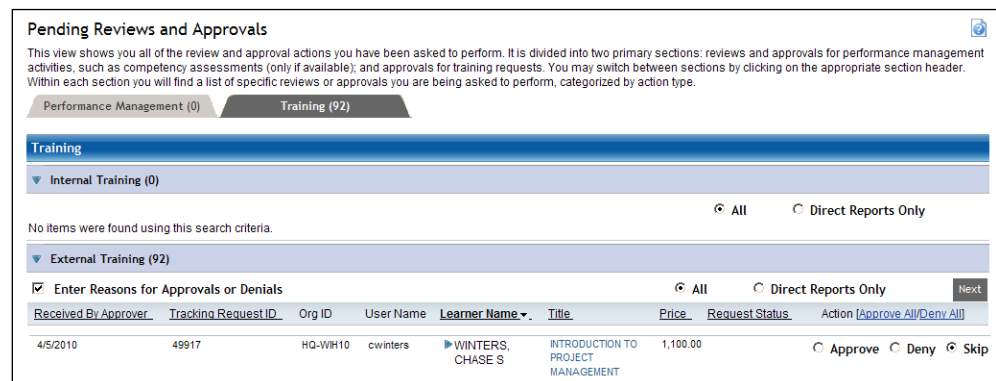 Pending Reviews and Approvals
This view shows you all of the review and approval actions you have been asked to perform. It is divided into two primary sections: reviews and approvals for performance management
activities, such as competency assessments (only if available); and approvals for training requests. You may switch between sections by clicking on the appropriate section header.
Within each section you will find a list of specific reviews or approvals you are being asked to perform, categorized by action type.
Performance Management (0) Training (92)
Training
Internal Training (0)
All Direct Reports Only
No items were found using this search criteria.
External Training (92)
Enter Reasons for Approvals or Denials All Direct Reports Only Next
Received By Approver Tracking Request ID Org ID User Name Learner Name Title Price Request Status Action [Approve All/Deny All]
4/5/2010 49917 HQ-WIH10 cwinters WINTERS, INTRODUCTION TO 1,100.00 Approve Deny Skip
CHASE S PROJECT
MANAGEMENT